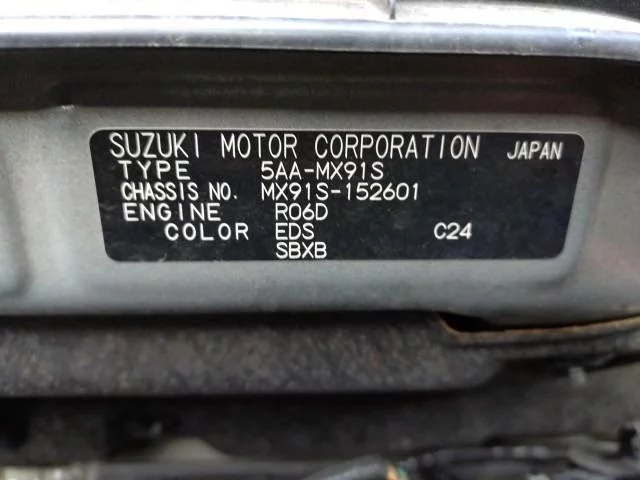 SUZUKI MOTOR CORPORATION JAPAN
TYPE 5AA-MX91S
CHASSIS NO. MX91S-152601
ENGINE R06D
COLOR EDS C24
SBXB